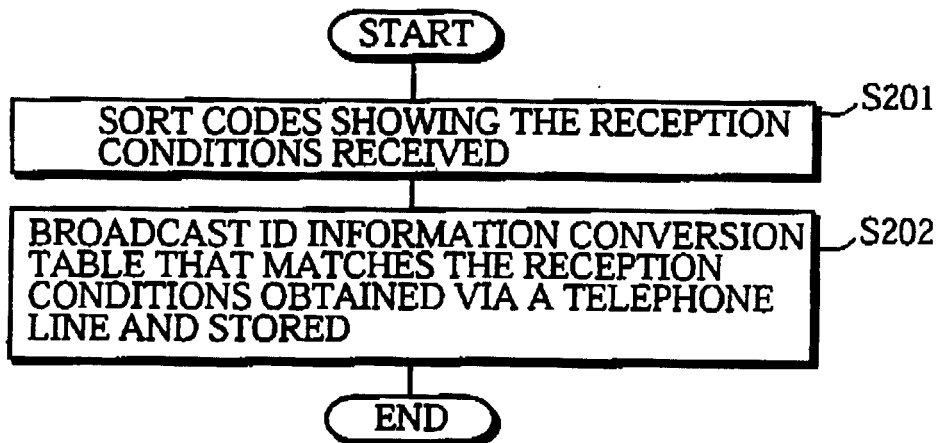 START
SORT CODES SHOWING THE RECEPTION
CONDITIONS RECEIVED
S201
BROADCAST ID INFORMATION CONVERSION
TABLE THAT MATCHES THE RECEPTION
CONDITIONS OBTAINED VIA A TELEPHONE
LINE AND STORED
S202
END